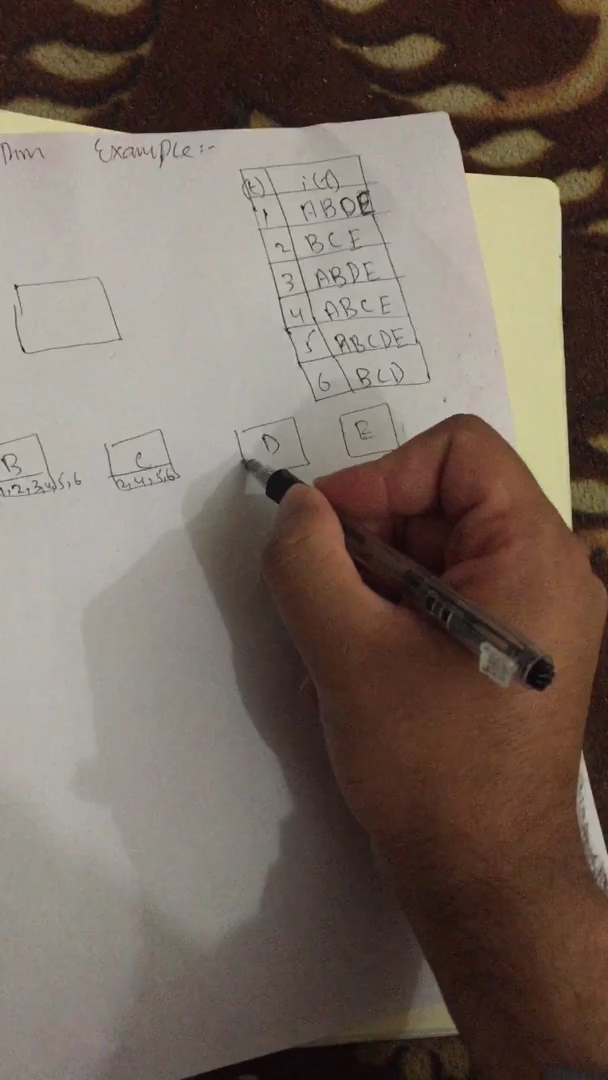 Example:-
(t) i(t)
1 ABDE
2 BCE
3 ABDE
4 ABCE
5 ABCDE
6 BCD
B C D E
1,2,3,4,5,6 2,4,5,6